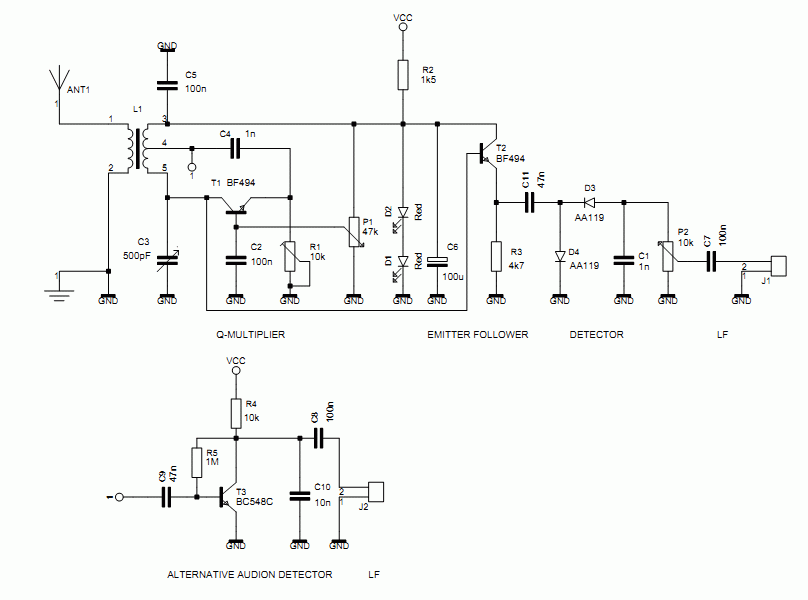 VCC
GND
C5
100n
R2
1k5
ANT1
1
L1
1
3
C4
1n
4
T2
BF494
2
5
1
T1
BF494
C11
47n
D3
AA119
D2
Red
P1
47k
C3
500pF
C2
100n
R1
10k
D1
Red
C6
100u
R3
4k7
D4
AA119
C1
1n
P2
10k
C7
100n
2
1
J1
1
GND
GND
GND
GND
GND
GND
GND
GND
GND
GND
GND
GND
Q-MULTIPLIER
EMITTER FOLLOWER
DETECTOR
LF
VCC
R4
10k
C8
100n
R5
1M
C9
47n
1
T3
BC548C
C10
10n
2
1
J2
GND
GND
GND
ALTERNATIVE AUDION DETECTOR
LF